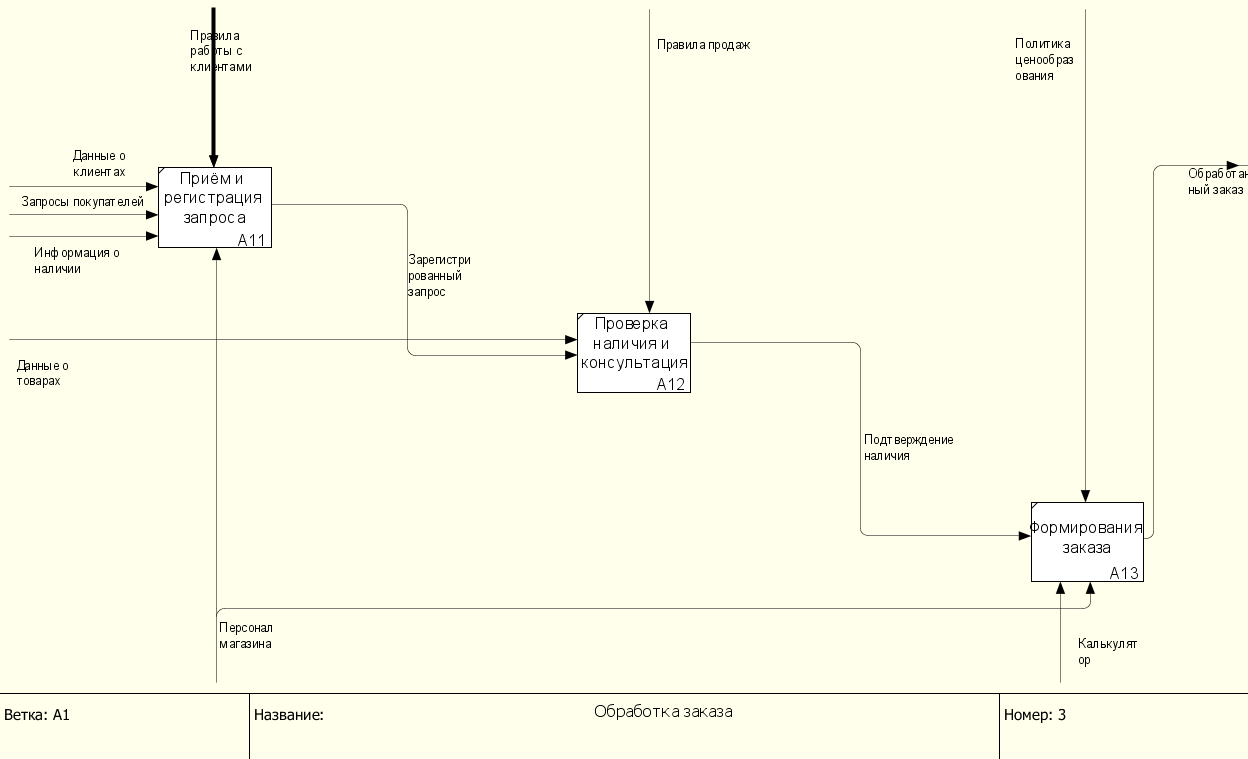 Правила
работы с
клиентами
Правила продаж
Политика
ценообраз
ования
Данные о
клиентах
Запросы покупателей
Информация о
наличии
Приём и
регистрация
запроса
A11
Обработан
ный заказ
Зарегистри
рованный
запрос
Данные о
товарах
Проверка
наличия и
консультация
A12
Подтверждение
наличия
Формирования
заказа
A13
Персонал
магазина
Калькулят
ор
Ветка: A1
Название:
Обработка заказа
Номер: 3